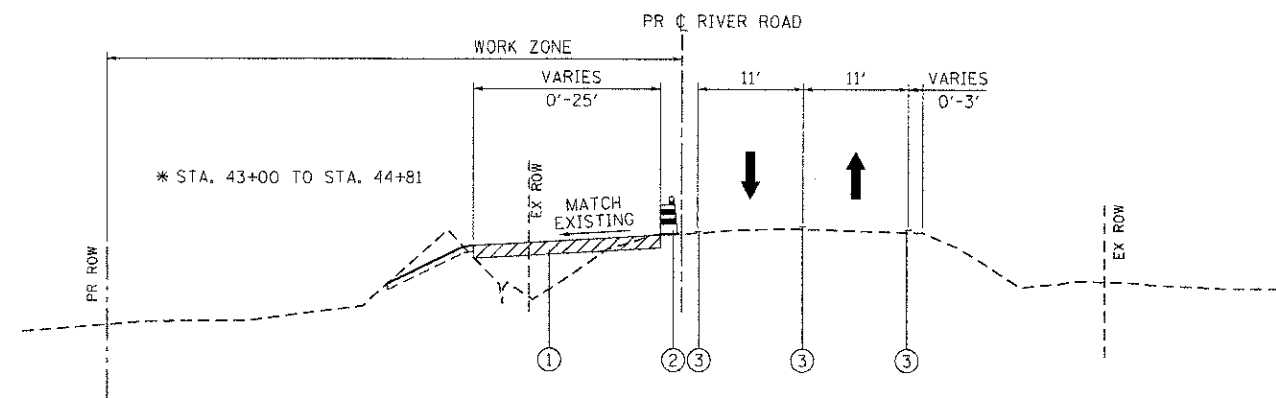 PR ℄ RIVER ROAD
WORK ZONE
VARIES
0'-25'
11'
11'
VARIES
0'-3'
* STA. 43+00 TO STA. 44+81
EX ROW
MATCH
EXISTING
PR ROW
EX ROW
1
2
3
3
3